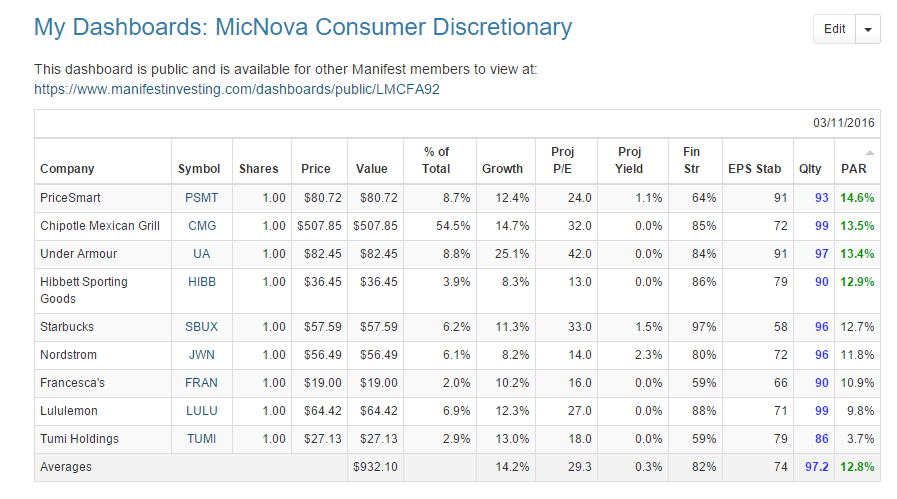 My Dashboards: MicNova Consumer Discretionary
Edit
This dashboard is public and is available for other Manifest members to view at:
https://www.manifestinvesting.com/dashboards/public/LMCFA92
03/11/2016
Company Symbol Shares Price Value % of Total Growth Proj P/E Proj Yield Fin Str EPS Stab Qlty PAR
PriceSmart PSMT 1.00 $80.72 $80.72 8.7% 12.4% 24.0 1.1% 64% 91 93 14.6%
Chipotle Mexican Grill CMG 1.00 $507.85 $507.85 54.5% 14.7% 32.0 0.0% 85% 72 99 13.5%
Under Armour UA 1.00 $82.45 $82.45 8.8% 25.1% 42.0 0.0% 84% 91 97 13.4%
Hibbett Sporting Goods HIBB 1.00 $36.45 $36.45 3.9% 8.3% 13.0 0.0% 86% 79 90 12.9%
Starbucks SBUX 1.00 $57.59 $57.59 6.2% 11.3% 33.0 1.5% 97% 58 96 12.7%
Nordstrom JWN 1.00 $56.49 $56.49 6.1% 8.2% 14.0 2.3% 80% 72 96 11.8%
Francesca's FRAN 1.00 $19.00 $19.00 2.0% 10.2% 16.0 0.0% 59% 66 90 10.9%
Lululemon LULU 1.00 $64.42 $64.42 6.9% 12.3% 27.0 0.0% 88% 71 99 9.8%
Tumi Holdings TUMI 1.00 $27.13 $27.13 2.9% 13.0% 18.0 0.0% 59% 79 86 3.7%
Averages $932.10 14.2% 29.3 0.3% 82% 74 97.2 12.8%